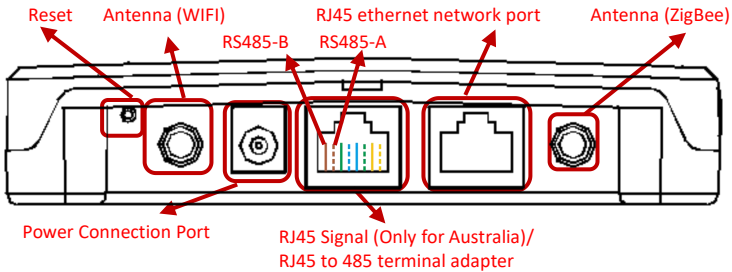 Reset
Antenna (WIFI)
RJ45 ethernet network port
Antenna (ZigBee)
RS485-B
RS485-A
Power Connection Port
RJ45 Signal (Only for Australia)/
RJ45 to 485 terminal adapter